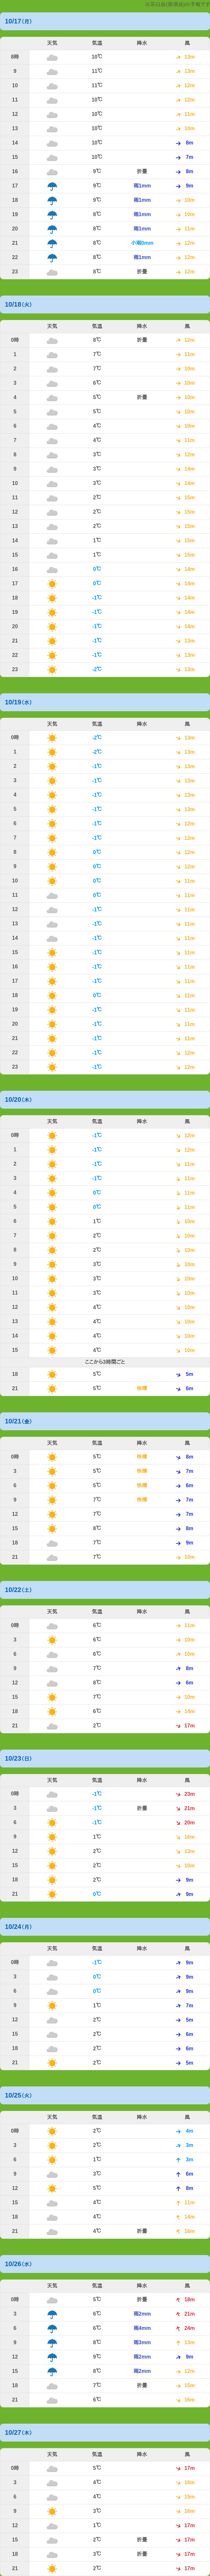 ※茶臼岳(那須岳)の予報です
10/17(月)
天気 気温 降水 風
8時 10℃ 13m
9 11℃ 13m
10 11℃ 12m
11 10℃ 12m
12 10℃ 11m
13 10℃ 10m
14 10℃ 8m
15 10℃ 7m
16 9℃ 折畳 8m
17 9℃ 雨1mm 9m
18 9℃ 雨1mm 10m
19 8℃ 雨1mm 10m
20 8℃ 雨1mm 11m
21 8℃ 小雨0mm 12m
22 8℃ 雨1mm 12m
23 8℃ 折畳 12m
10/18(火)
天気 気温 降水 風
0時 8℃ 折畳 12m
1 7℃ 11m
2 7℃ 10m
3 6℃ 10m
4 5℃ 折畳 10m
5 5℃ 10m
6 4℃ 10m
7 4℃ 11m
8 3℃ 12m
9 3℃ 14m
10 3℃ 14m
11 2℃ 15m
12 2℃ 15m
13 2℃ 15m
14 1℃ 15m
15 1℃ 15m
16 0℃ 14m
17 0℃ 14m
18 -1℃ 14m
19 -1℃ 14m
20 -1℃ 14m
21 -1℃ 13m
22 -1℃ 13m
23 -2℃ 13m
10/19(水)
天気 気温 降水 風
0時 -2℃ 13m
1 -2℃ 13m
2 -1℃ 13m
3 -1℃ 13m
4 -1℃ 13m
5 -1℃ 13m
6 -1℃ 12m
7 -1℃ 12m
8 0℃ 12m
9 0℃ 12m
10 0℃ 11m
11 0℃ 11m
12 -1℃ 11m
13 -1℃ 11m
14 -1℃ 11m
15 -1℃ 11m
16 -1℃ 11m
17 -1℃ 11m
18 0℃ 11m
19 -1℃ 11m
20 -1℃ 11m
21 -1℃ 11m
22 -1℃ 12m
23 -1℃ 12m
10/20(木)
天気 気温 降水 風
0時 -1℃ 12m
1 -1℃ 12m
2 -1℃ 11m
3 -1℃ 11m
4 0℃ 11m
5 0℃ 11m
6 1℃ 10m
7 2℃ 10m
8 2℃ 10m
9 3℃ 10m
10 3℃ 10m
11 3℃ 10m
12 4℃ 10m
13 4℃ 10m
14 4℃ 10m
15 4℃ 10m
ここから3時間ごと
18 5℃ 5m
21 5℃ 快理 6m
10/21(金)
天気 気温 降水 風
0時 5℃ 8m
3 5℃ 7m
6 5℃ 6m
9 7℃ 7m
12 7℃ 7m
15 8℃ 8m
18 7℃ 9m
21 7℃ 10m
10/22(土)
天気 気温 降水 風
0時 6℃ 11m
3 6℃ 10m
6 6℃ 10m
9 7℃ 8m
12 8℃ 6m
15 7℃ 10m
18 6℃ 14m
21 2℃ 17m
10/23(日)
天気 気温 降水 風
0時 -1℃ 23m
3 -1℃ 折畳 21m
6 -1℃ 20m
9 1℃ 16m
12 2℃ 13m
15 2℃ 10m
18 2℃ 9m
21 0℃ 9m
10/24(月)
天気 気温 降水 風
0時 -1℃ 9m
3 0℃ 9m
6 0℃ 9m
9 1℃ 7m
12 2℃ 5m
15 2℃ 6m
18 2℃ 6m
21 2℃ 5m
10/25(火)
天気 気温 降水 風
0時 2℃ 4m
3 2℃ 3m
6 1℃ 3m
9 3℃ 6m
12 5℃ 8m
15 4℃ 11m
18 4℃ 14m
21 4℃ 折畳 16m
10/26(水)
天気 気温 降水 風
0時 5℃ 折畳 18m
3 6℃ 雨2mm 21m
6 6℃ 雨4mm 24m
9 8℃ 雨3mm 13m
12 9℃ 雨2mm 9m
15 8℃ 雨2mm 12m
18 7℃ 折畳 15m
21 6℃ 16m
10/27(木)
天気 気温 降水 風
0時 5℃ 17m
3 4℃ 16m
6 4℃ 15m
9 3℃ 16m
12 1℃ 17m
15 2℃ 折畳 17m
18 3℃ 折畳 17m
21 2℃ 17m